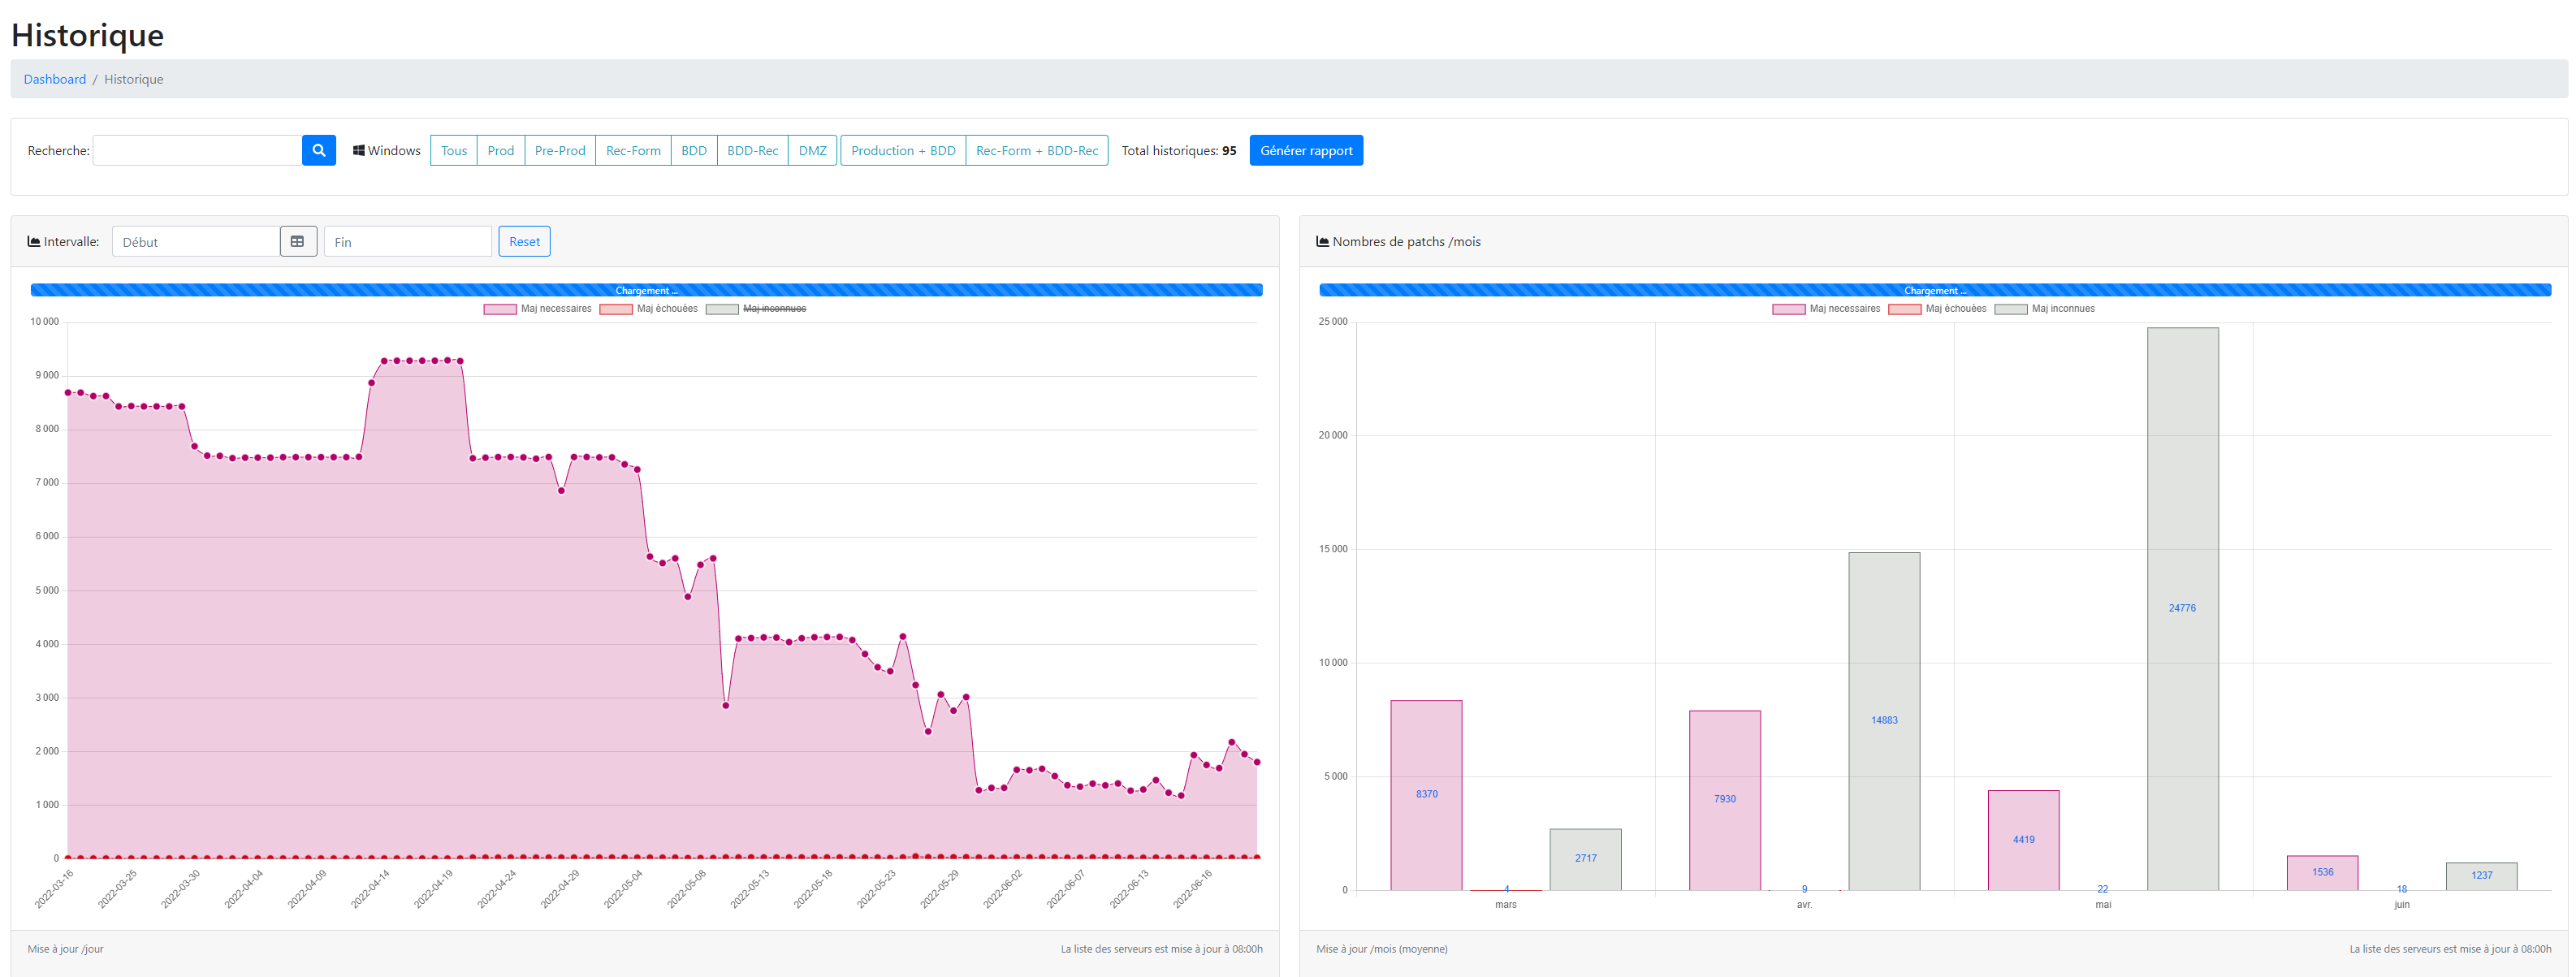 Historique
Dashboard / Historique
Recherche: Windows Tous Prod Pre-Prod Rec-Form BDD BDD-Rec DMZ Production + BDD Rec-Form + BDD-Rec Total historiques: 95 Générer rapport
Intervalle: Début Fin Reset
Chargement ...
Maj necessaires Maj échouées Maj inconnues
10 000
9 000
8 000
7 000
6 000
5 000
4 000
3 000
2 000
1 000
0
2022-03-16 2022-03-25 2022-03-30 2022-04-04 2022-04-09 2022-04-14 2022-04-19 2022-04-24 2022-04-29 2022-05-04 2022-05-08 2022-05-13 2022-05-18 2022-05-23 2022-05-29 2022-06-02 2022-06-07 2022-06-13 2022-06-16
Mise à jour /jour La liste des serveurs est mise à jour à 08:00h
Nombres de patchs /mois
Chargement ...
Maj necessaires Maj échouées Maj inconnues
25 000
20 000
15 000
10 000
5 000
0
8370 4 2717 7930 9 14883 4419 22 24776 1536 18 1237
mars avr. mai juin
Mise à jour /mois (moyenne) La liste des serveurs est mise à jour à 08:00h